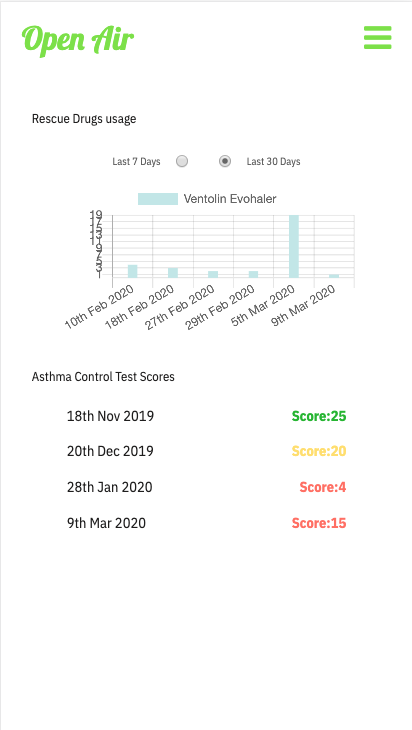 Open Air
Rescue Drugs usage
Last 7 Days Last 30 Days
Ventolin Evohaler
19
17
15
13
11
9
7
5
3
1
10th Feb 2020 18th Feb 2020 27th Feb 2020 29th Feb 2020 5th Mar 2020 9th Mar 2020
Asthma Control Test Scores
18th Nov 2019 Score:25
20th Dec 2019 Score:20
28th Jan 2020 Score:4
9th Mar 2020 Score:15